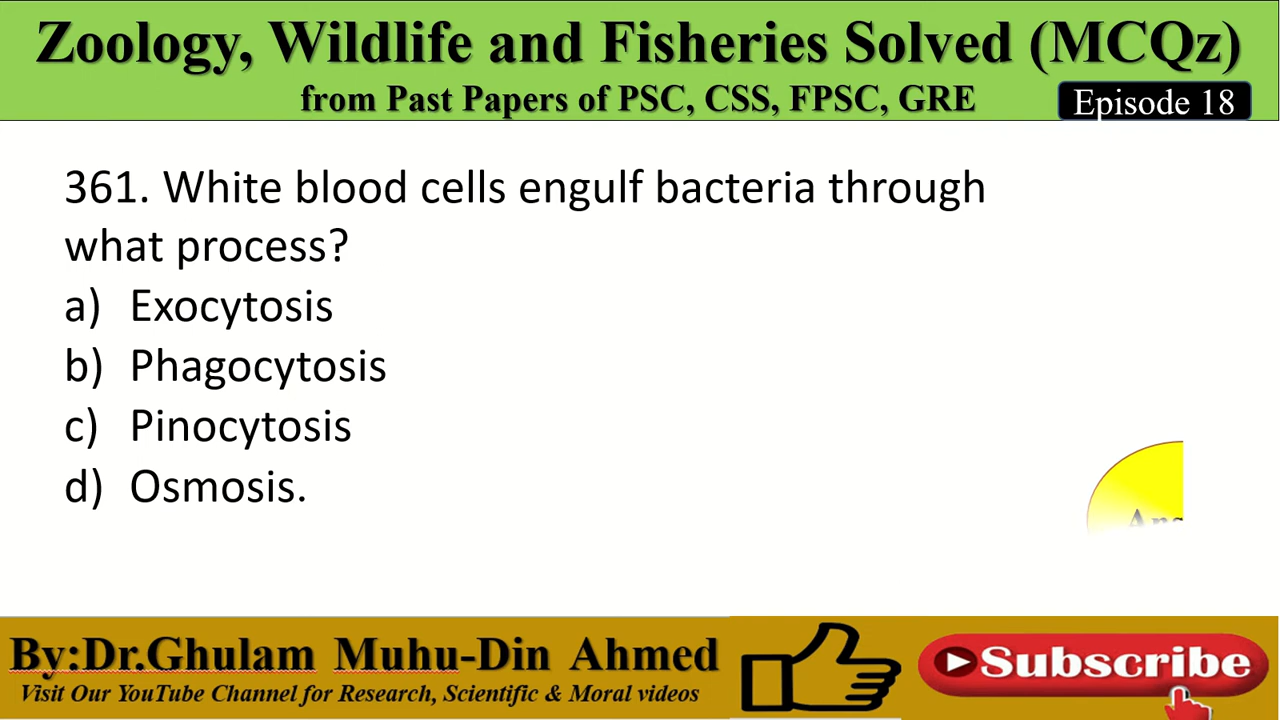 Zoology, Wildlife and Fisheries Solved (MCQz)
from Past Papers of PSC, CSS, FPSC, GRE
Episode 18
361. White blood cells engulf bacteria through
what process?
a) Exocytosis
b) Phagocytosis
c) Pinocytosis
d) Osmosis.
By:Dr.Ghulam Muhu-Din Ahmed
Visit Our YouTube Channel for Research, Scientific & Moral videos
Subscribe